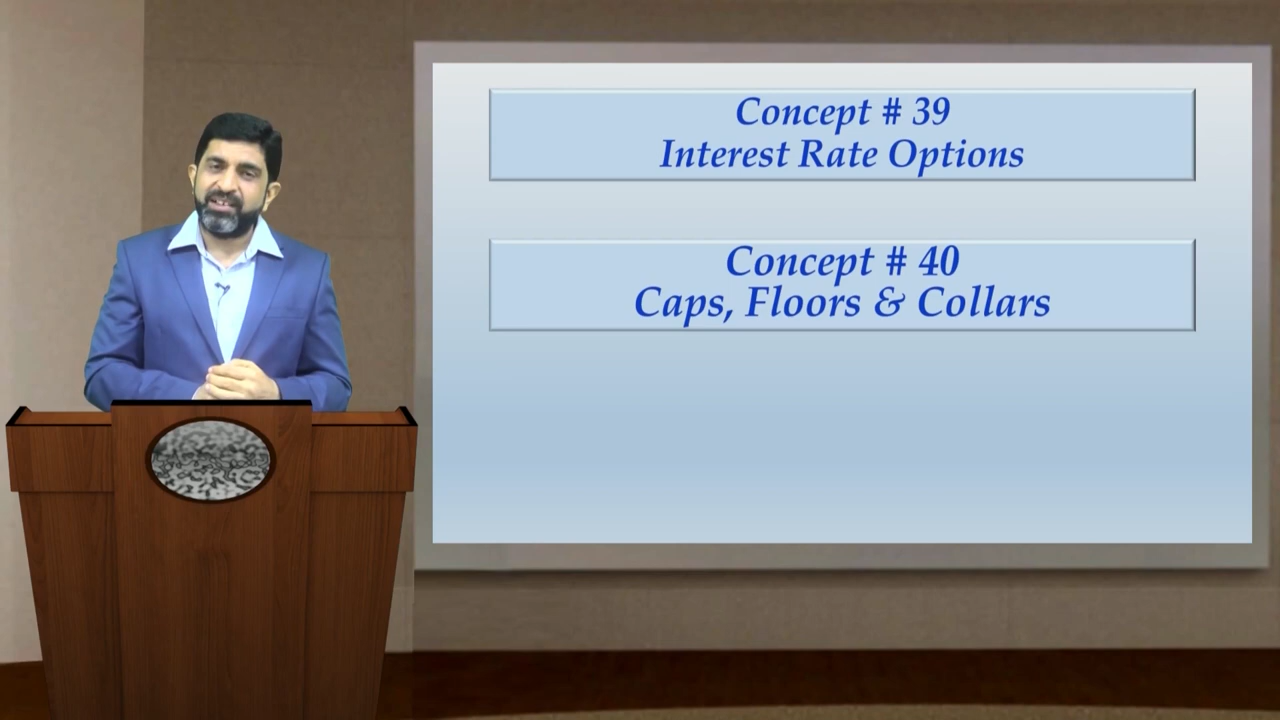 Concept # 39
Interest Rate Options
Concept # 40
Caps, Floors & Collars